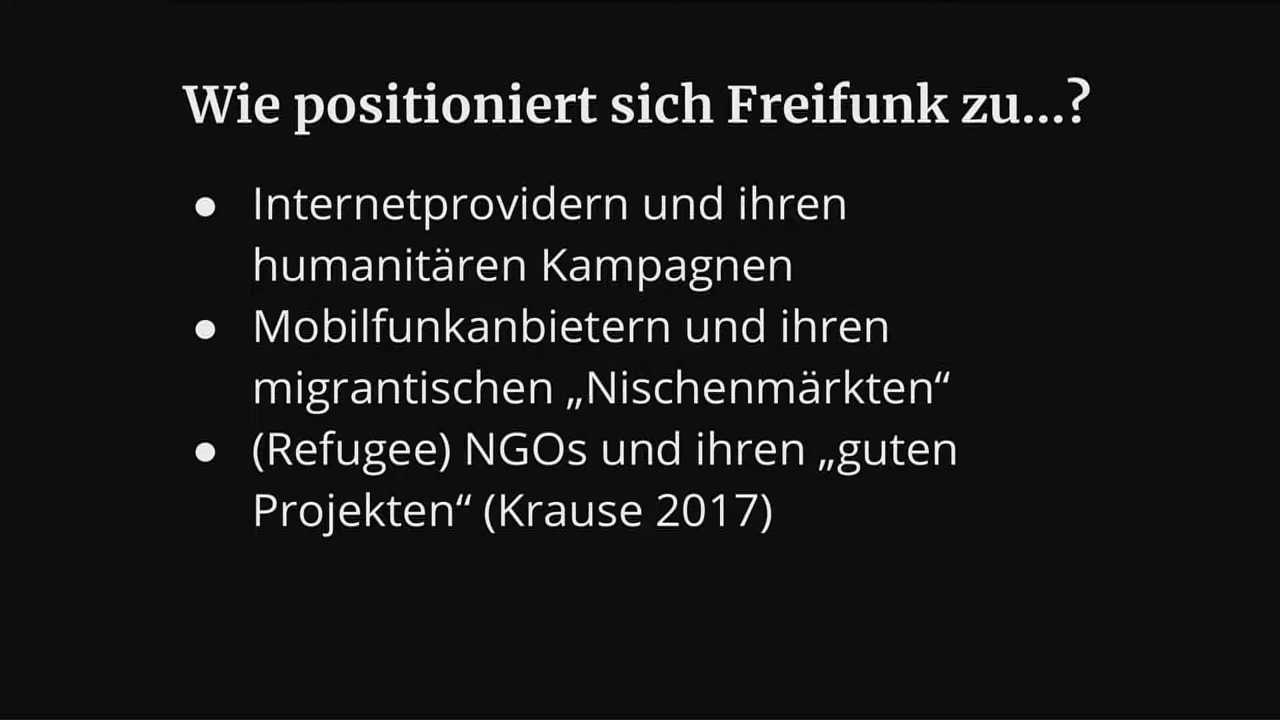 Wie positioniert sich Freifunk zu...?
● Internetprovidern und ihren
humanitären Kampagnen
● Mobilfunkanbietern und ihren
migrantischen „Nischenmärkten“
● (Refugee) NGOs und ihren „guten
Projekten“ (Krause 2017)